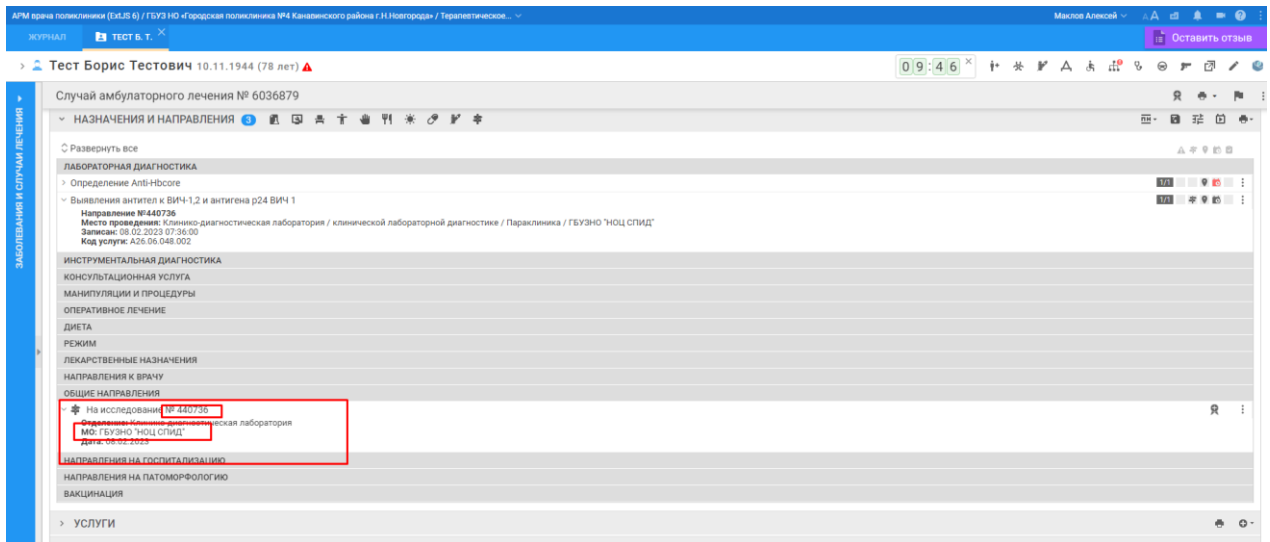 АРМ врача поликлиники (ExtJS 6) / ГБУЗ НО «Городская поликлиника №4 Канавинского района г.Н.Новгорода» / Терапевтическое... Маклов Алексей
ЖУРНАЛ ТЕСТ Б. Т. Оставить отзыв
Тест Борис Тестович 10.11.1944 (78 лет) 09:46
Случай амбулаторного лечения № 6036879
ЗАБОЛЕВАНИЯ И СЛУЧАИ ЛЕЧЕНИЯ
НАЗНАЧЕНИЯ И НАПРАВЛЕНИЯ 3
Развернуть все
ЛАБОРАТОРНАЯ ДИАГНОСТИКА
Определение Anti-Hbcore 1/1
Выявления антител к ВИЧ-1,2 и антигена p24 ВИЧ 1 1/1
Направление №440736
Место проведения: Клинико-диагностическая лаборатория / клинической лабораторной диагностике / Параклиника / ГБУЗНО "НОЦ СПИД"
Записан: 08.02.2023 07:36:00
Код услуги: A26.06.048.002
ИНСТРУМЕНТАЛЬНАЯ ДИАГНОСТИКА
КОНСУЛЬТАЦИОННАЯ УСЛУГА
МАНИПУЛЯЦИИ И ПРОЦЕДУРЫ
ОПЕРАТИВНОЕ ЛЕЧЕНИЕ
ДИЕТА
РЕЖИМ
ЛЕКАРСТВЕННЫЕ НАЗНАЧЕНИЯ
НАПРАВЛЕНИЯ К ВРАЧУ
ОБЩИЕ НАПРАВЛЕНИЯ
На исследование № 440736
Отделение: Клинико-диагностическая лаборатория
МО: ГБУЗНО "НОЦ СПИД"
Дата: 08.02.2023
НАПРАВЛЕНИЯ НА ГОСПИТАЛИЗАЦИЮ
НАПРАВЛЕНИЯ НА ПАТОМОРФОЛОГИЮ
ВАКЦИНАЦИЯ
УСЛУГИ